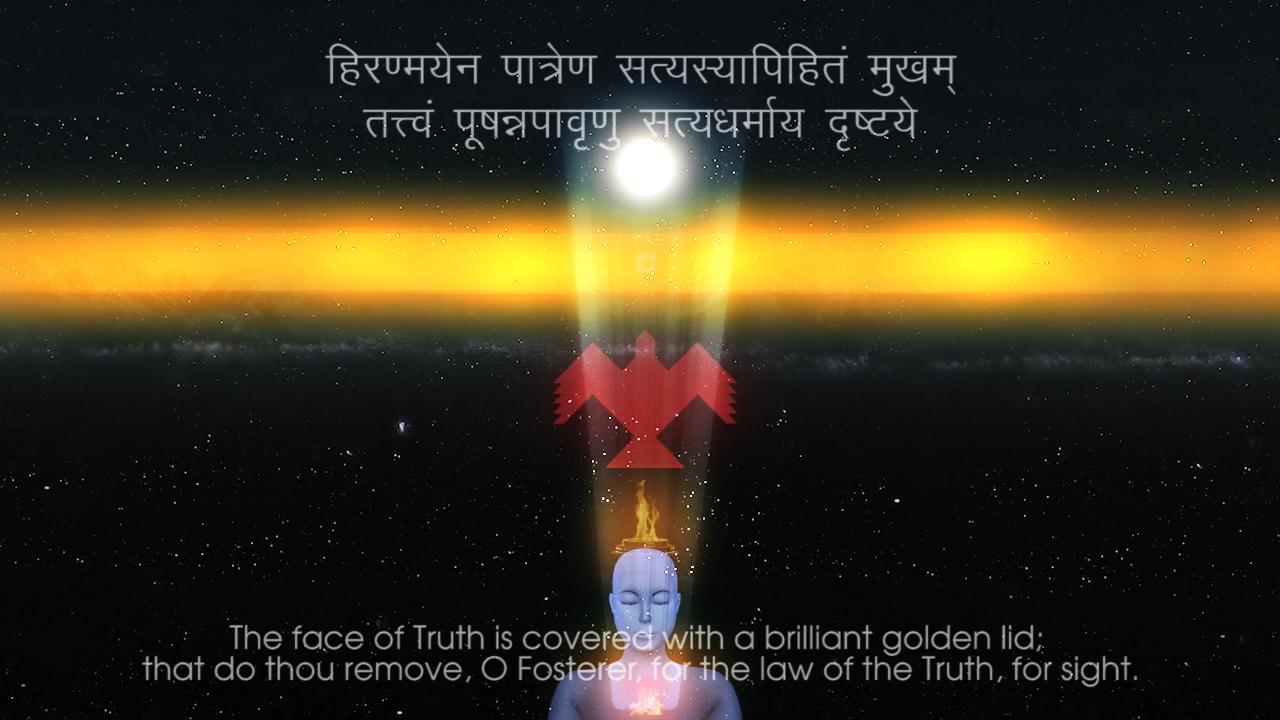 हिरण्मयेन पात्रेण सत्यस्यापिहितं मुखम्
तत्त्वं पूषन्नपावृणु सत्यधर्माय दृष्टये
The face of Truth is covered with a brilliant golden lid;
that do thou remove, O Fosterer, for the law of the Truth, for sight.